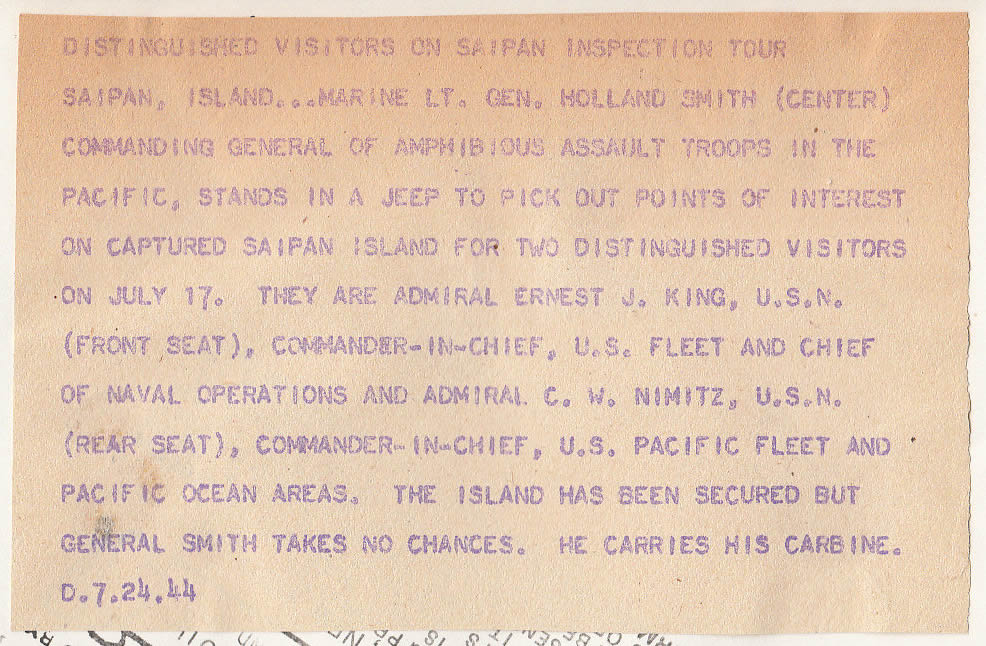 DISTINGUISHED VISITORS ON SAIPAN INSPECTION TOUR
SAIPAN, ISLAND...MARINE LT. GEN. HOLLAND SMITH (CENTER)
COMMANDING GENERAL OF AMPHIBIOUS ASSAULT TROOPS IN THE
PACIFIC, STANDS IN A JEEP TO PICK OUT POINTS OF INTEREST
ON CAPTURED SAIPAN ISLAND FOR TWO DISTINGUISHED VISITORS
ON JULY 17. THEY ARE ADMIRAL ERNEST J. KING, U.S.N.
(FRONT SEAT), COMMANDER-IN-CHIEF, U.S. FLEET AND CHIEF
OF NAVAL OPERATIONS AND ADMIRAL C. W. NIMITZ, U.S.N.
(REAR SEAT), COMMANDER-IN-CHIEF, U.S. PACIFIC FLEET AND
PACIFIC OCEAN AREAS. THE ISLAND HAS BEEN SECURED BUT
GENERAL SMITH TAKES NO CHANCES. HE CARRIES HIS CARBINE.
D.7.24.44